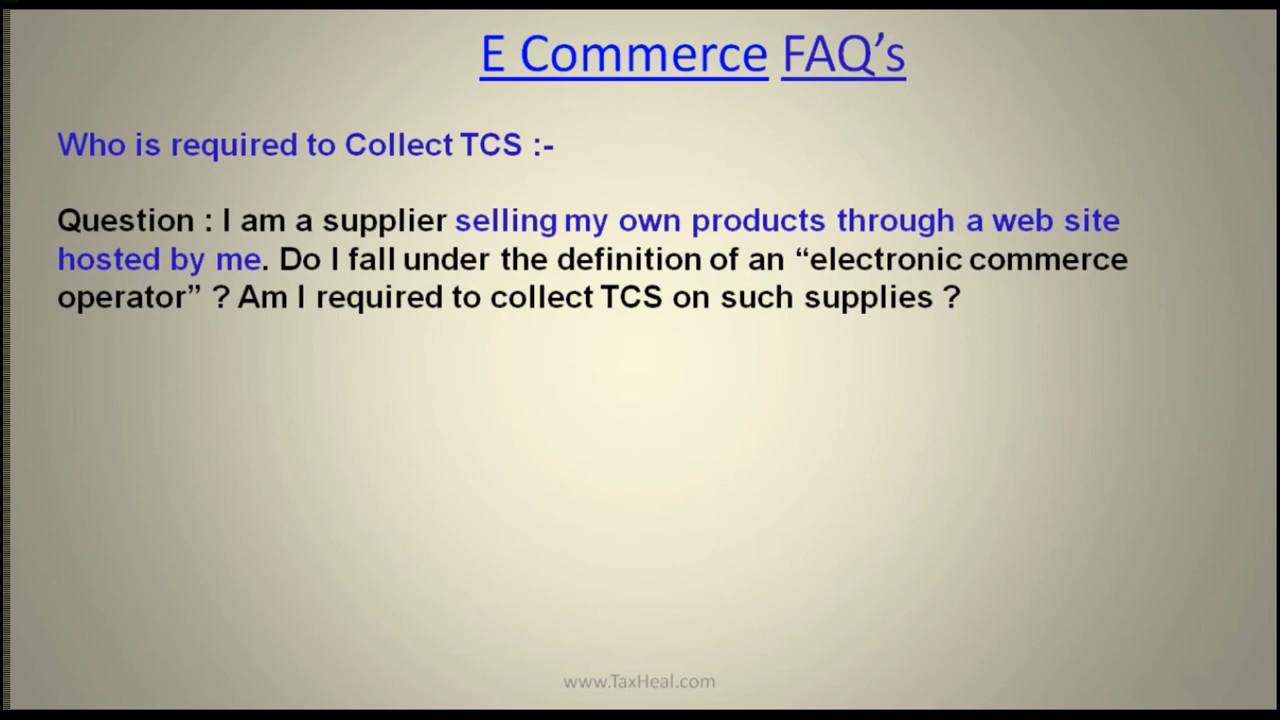 E Commerce FAQ’s
Who is required to Collect TCS :-
Question : I am a supplier selling my own products through a web site
hosted by me. Do I fall under the definition of an “electronic commerce
operator” ? Am I required to collect TCS on such supplies ?
www.TaxHeal.com